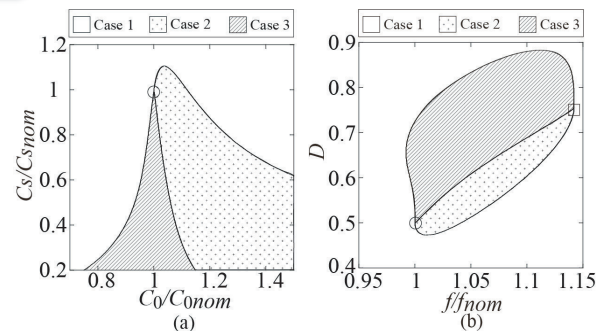 Case 1 Case 2 Case 3
1.2
1
0.8
0.6
0.4
0.2
Cs/Csnom
0.8 1 1.2 1.4
C0/C0nom
(a)
Case 1 Case 2 Case 3
0.9
0.8
0.7
0.6
0.5
0.4
D
0.95 1 1.05 1.1 1.15
f/fnom
(b)